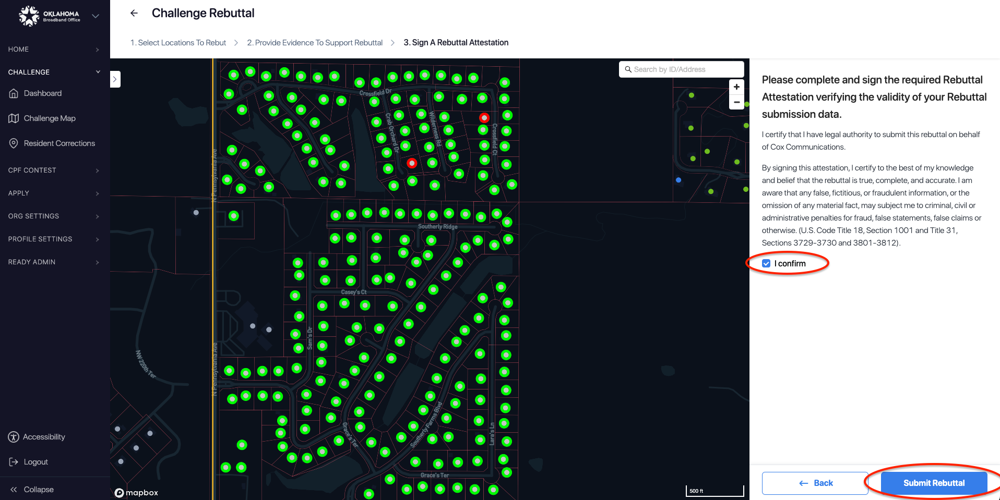 OKLAHOMA
Broadband Office
HOME
CHALLENGE
Dashboard
Challenge Map
Resident Corrections
CPF CONTEST
APPLY
ORG SETTINGS
PROFILE SETTINGS
READY ADMIN
Accessibility
Logout
Collapse
Challenge Rebuttal
1. Select Locations To Rebut
2. Provide Evidence To Support Rebuttal
3. Sign A Rebuttal Attestation
Search by ID/Address
+
−
Crossfield Dr
Crab Orchard Dr
Wilderness Rd
Crossfield Ct
N Pennsylvania Ave
Southerly Ridge
Casey's Ct
Sam's Dr
N Pennsylvania Ave
NW 220th Ter
Grace's Ter
Southerly Farms Blvd
Lara's Ln
Grace's Ter
mapbox
500 ft
Please complete and sign the required Rebuttal
Attestation verifying the validity of your Rebuttal
submission data.
I certify that I have legal authority to submit this rebuttal on behalf
of Cox Communications.
By signing this attestation, I certify to the best of my knowledge
and belief that the rebuttal is true, complete, and accurate. I am
aware that any false, fictitious, or fraudulent information, or the
omission of any material fact, may subject me to criminal, civil or
administrative penalties for fraud, false statements, false claims or
otherwise. (U.S. Code Title 18, Section 1001 and Title 31,
Sections 3729-3730 and 3801-3812).
I confirm
Back
Submit Rebuttal